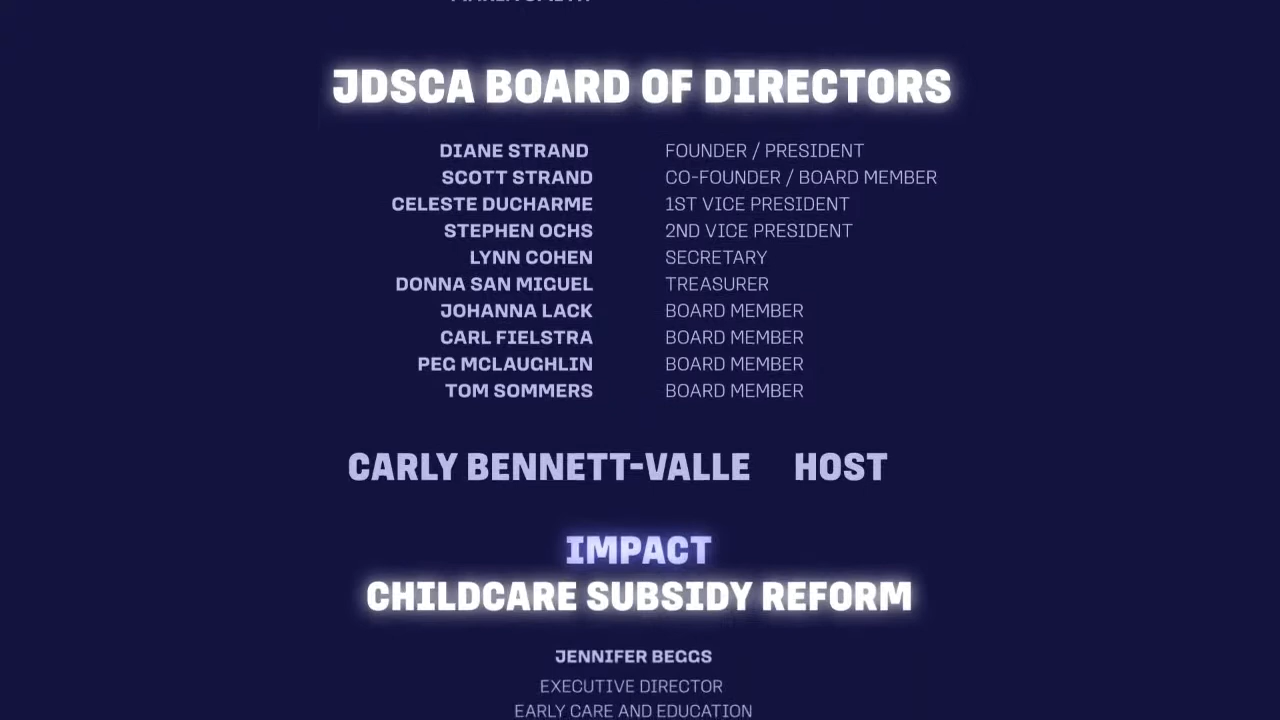 JDSCA BOARD OF DIRECTORS
DIANE STRAND FOUNDER / PRESIDENT
SCOTT STRAND CO-FOUNDER / BOARD MEMBER
CELESTE DUCHARME 1ST VICE PRESIDENT
STEPHEN OCHS 2ND VICE PRESIDENT
LYNN COHEN SECRETARY
DONNA SAN MIGUEL TREASURER
JOHANNA LACK BOARD MEMBER
CARL FIELSTRA BOARD MEMBER
PEG MCLAUGHLIN BOARD MEMBER
TOM SOMMERS BOARD MEMBER
CARLY BENNETT-VALLE HOST
IMPACT
CHILDCARE SUBSIDY REFORM
JENNIFER BEGGS
EXECUTIVE DIRECTOR
EARLY CARE AND EDUCATION